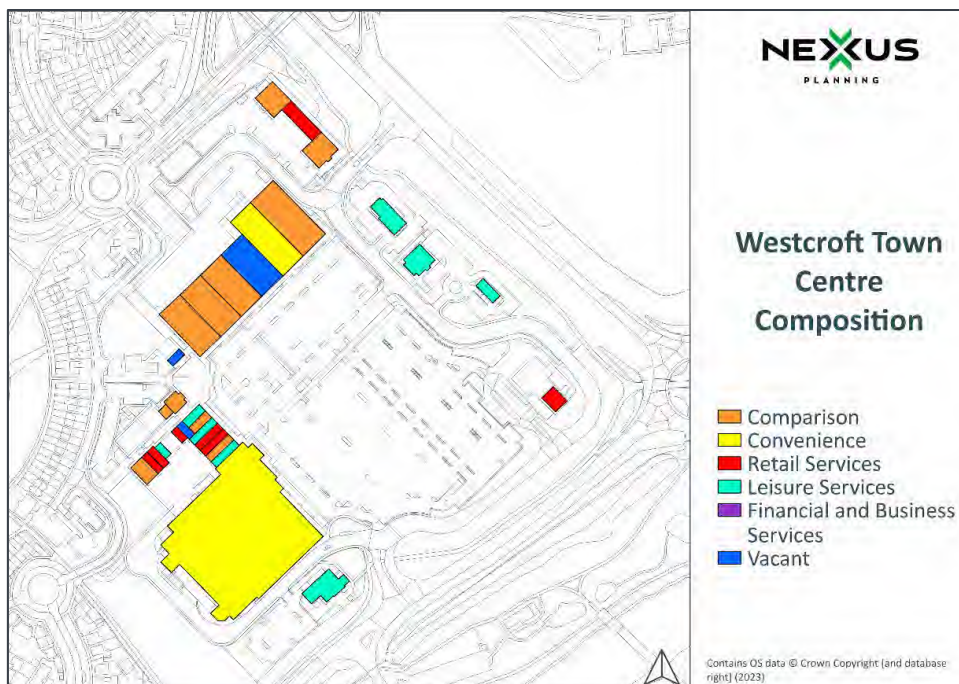 NEXUS
PLANNING
Westcroft Town
Centre
Composition
Comparison
Convenience
Retail Services
Leisure Services
Financial and Business
Services
Vacant
Contains OS data © Crown Copyright [and database
right] (2023)